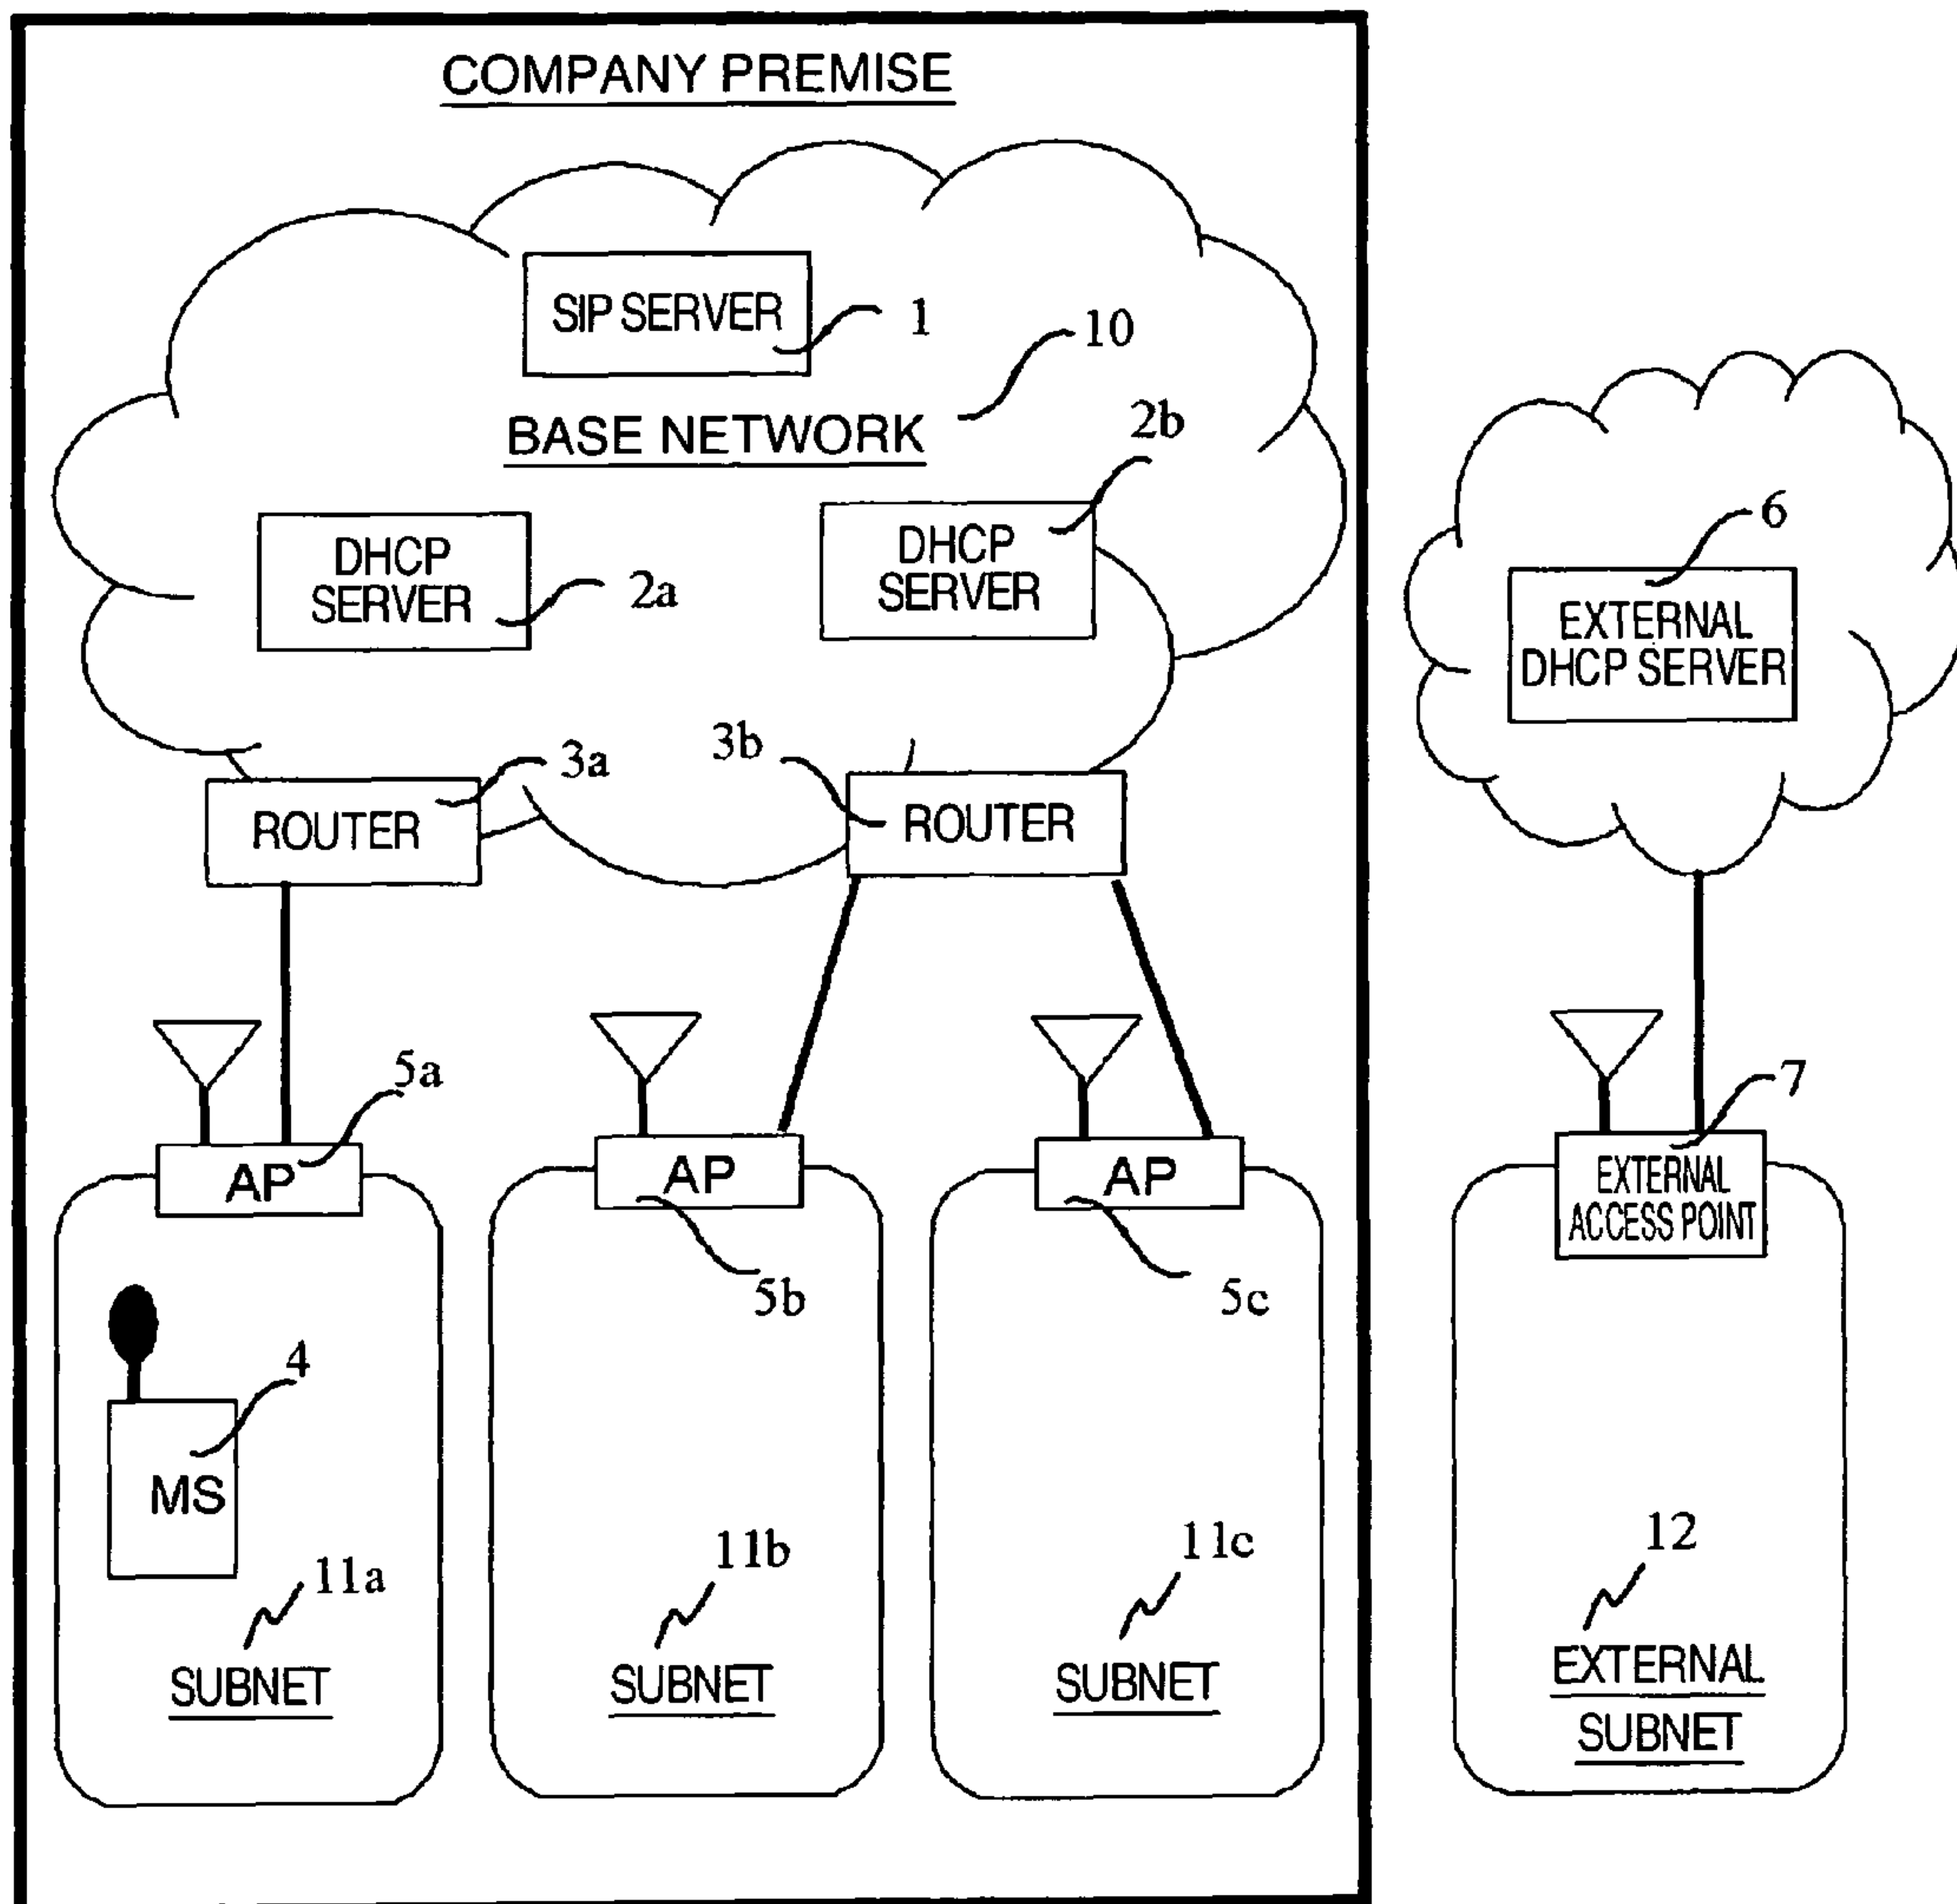 COMPANY PREMISE
SIP SERVER
1
10
BASE NETWORK
2b
DHCP
SERVER
2a
DHCP
SERVER
6
EXTERNAL
DHCP SERVER
3a
3b
ROUTER
ROUTER
5a
7
AP
AP
AP
EXTERNAL
ACCESS POINT
5b
5c
4
MS
11a
11b
11c
12
SUBNET
SUBNET
SUBNET
EXTERNAL
SUBNET